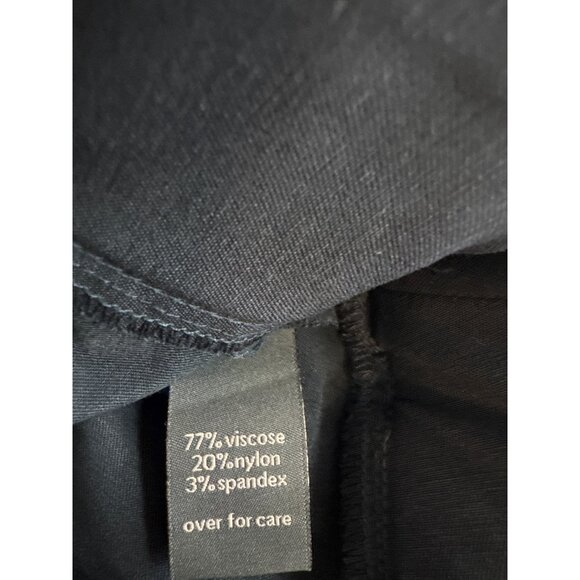 77% viscose
20% nylon
3% spandex
over for care